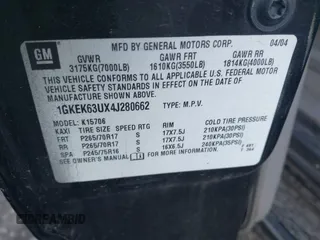 GM
MFD BY GENERAL MOTORS CORP. 04/04
GVWR GAWR FRT GAWR RR
3175KG(7000LB) 1610KG(3550LB) 1814KG(4000LB)
THIS VEHICLE CONFORMS TO ALL APPLICABLE U.S. FEDERAL MOTOR
VEHICLE SAFETY STANDARDS IN EFFECT ON THE DATE OF
MANUFACTURE SHOWN ABOVE.
1GKEK63UX4J280662 TYPE: M.P.V.
MODEL: K15706
TIRE SIZE SPEED RTG RIM COLD TIRE PRESSURE
FRT P265/70R17 S 17X7.5J 210KPA(30PSI)
RR P265/70R17 S 17X7.5J 210KPA(30PSI)
SPA P245/75R16 S 16X6.5J 240KPA(35PSI)
SEE OWNER'S MANUAL